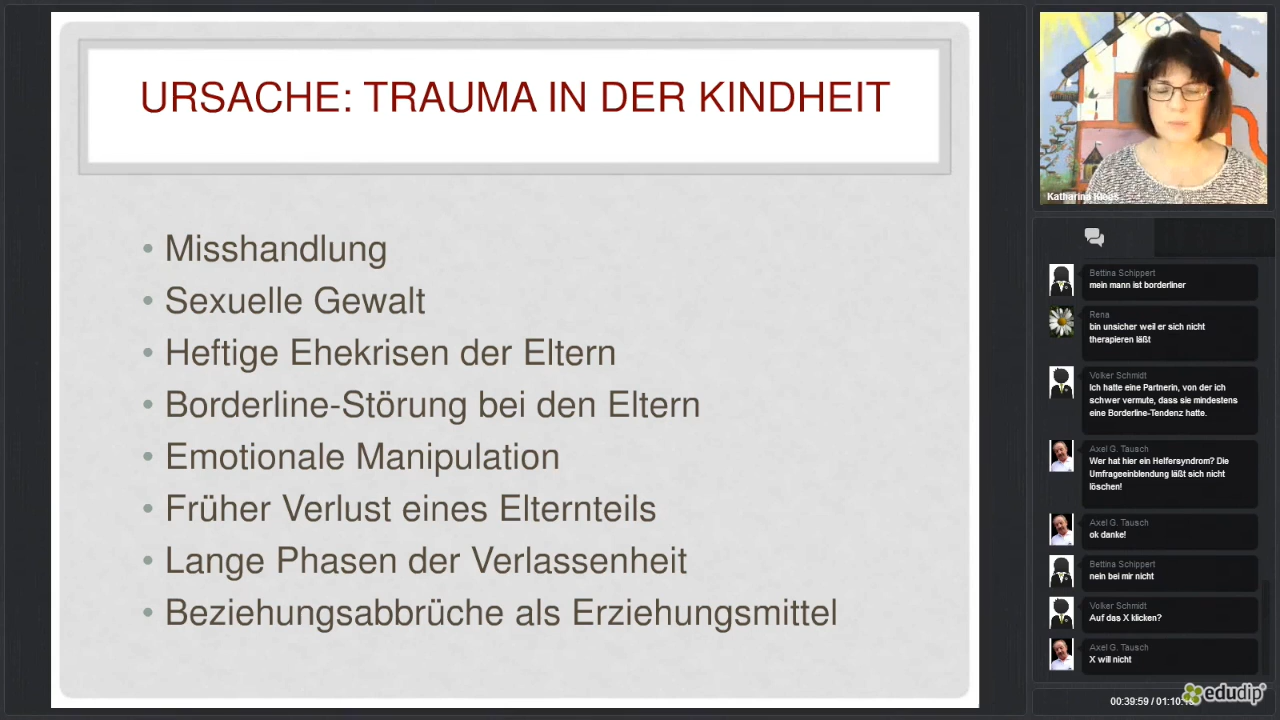 URSACHE: TRAUMA IN DER KINDHEIT
• Misshandlung
• Sexuelle Gewalt
• Heftige Ehekrisen der Eltern
• Borderline-Störung bei den Eltern
• Emotionale Manipulation
• Früher Verlust eines Elternteils
• Lange Phasen der Verlassenheit
• Beziehungsabbrüche als Erziehungsmittel
Katharina
Bettina Schippert
mein mann ist borderliner
Rena
bin unsicher weil er sich nicht
therapieren läßt
Volker Schmidt
Ich hatte eine Partnerin, von der ich
schwer vermute, dass sie mindestens
eine Borderline-Tendenz hatte.
Axel G. Tausch
Wer hat hier ein Helfersyndrom? Die
Umfrageeinblendung läßt sich nicht
löschen!
Axel G. Tausch
ok danke!
Bettina Schippert
nein bei mir nicht
Volker Schmidt
Auf das X klicken?
Axel G. Tausch
X will nicht
00:39:59 /
edudip